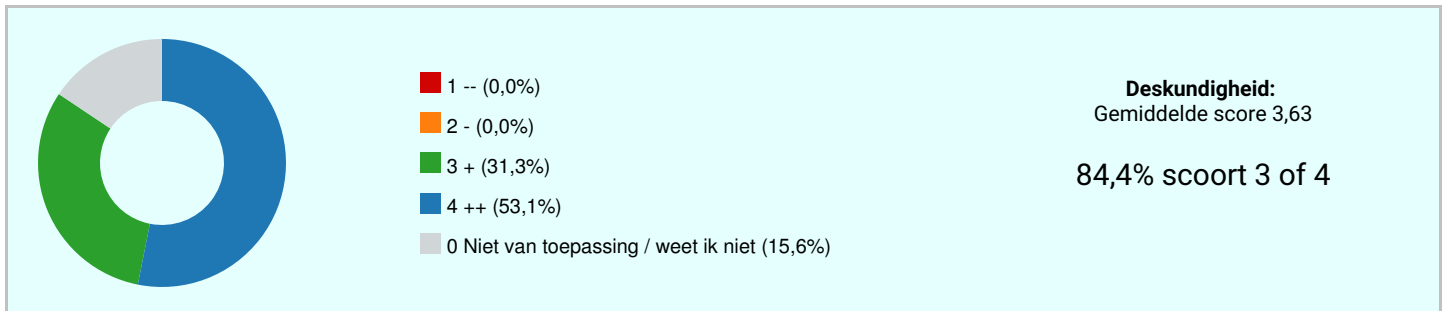 1 -- (0,0%)
2 - (0,0%)
3 + (31,3%)
4 ++ (53,1%)
0 Niet van toepassing / weet ik niet (15,6%)
Deskundigheid:
Gemiddelde score 3,63
84,4% scoort 3 of 4